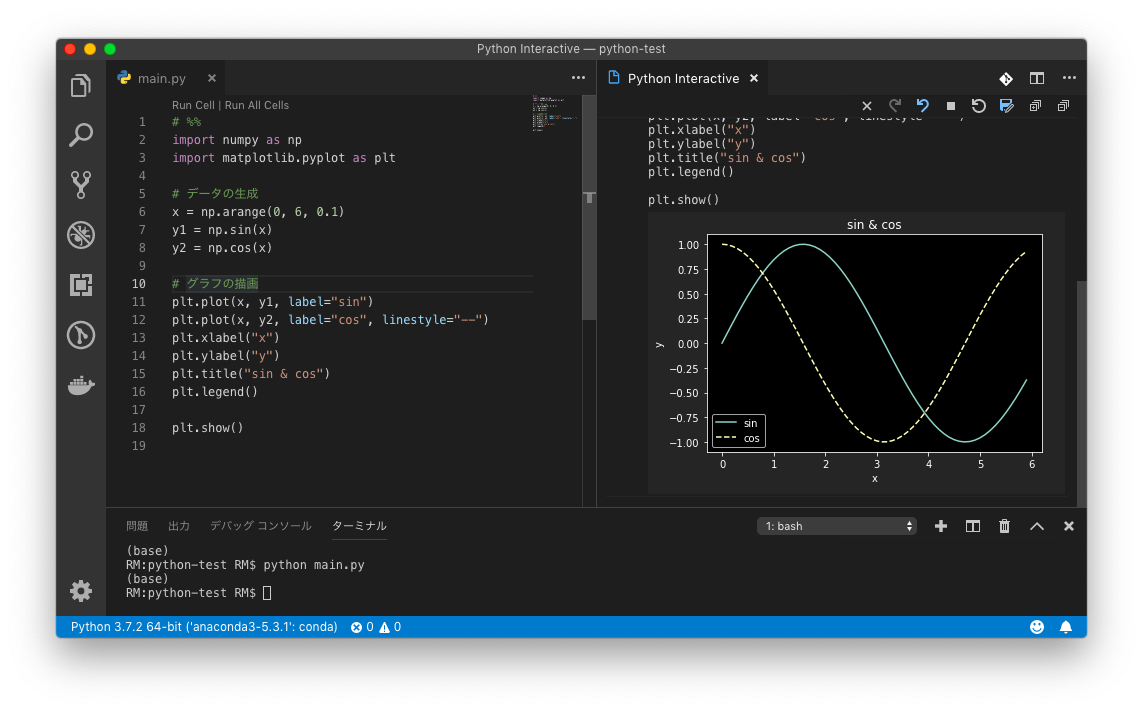 Python Interactive — python-test
main.py
Run Cell | Run All Cells
1 # %%
2 import numpy as np
3 import matplotlib.pyplot as plt
4
5 # データの生成
6 x = np.arange(0, 6, 0.1)
7 y1 = np.sin(x)
8 y2 = np.cos(x)
9
10 # グラフの描画
11 plt.plot(x, y1, label="sin")
12 plt.plot(x, y2, label="cos", linestyle="--")
13 plt.xlabel("x")
14 plt.ylabel("y")
15 plt.title("sin & cos")
16 plt.legend()
17
18 plt.show()
19
Python Interactive
plt.plot(x, y2, label="cos", linestyle="--")
plt.xlabel("x")
plt.ylabel("y")
plt.title("sin & cos")
plt.legend()
plt.show()
sin & cos
1.00
0.75
0.50
0.25
0.00
−0.25
−0.50
−0.75
−1.00
y
sin
cos
0 1 2 3 4 5 6
x
問題 出力 デバッグ コンソール ターミナル
1: bash
(base)
RM:python-test RM$ python main.py
(base)
RM:python-test RM$
Python 3.7.2 64-bit ('anaconda3-5.3.1': conda) 0 0